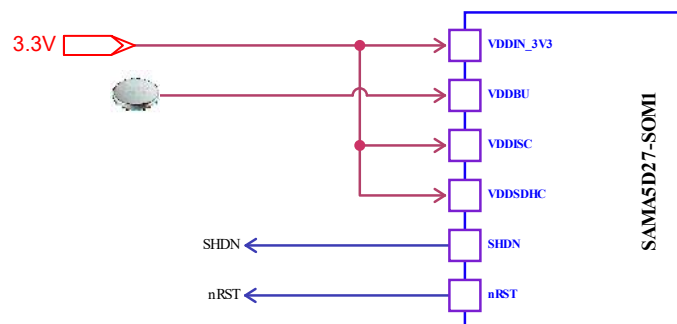 3.3V
VDDIN_3V3
VDDBU
VDDISC
VDDSDHC
SHDN
SHDN
nRST
nRST
SAMA5D27-SOM1